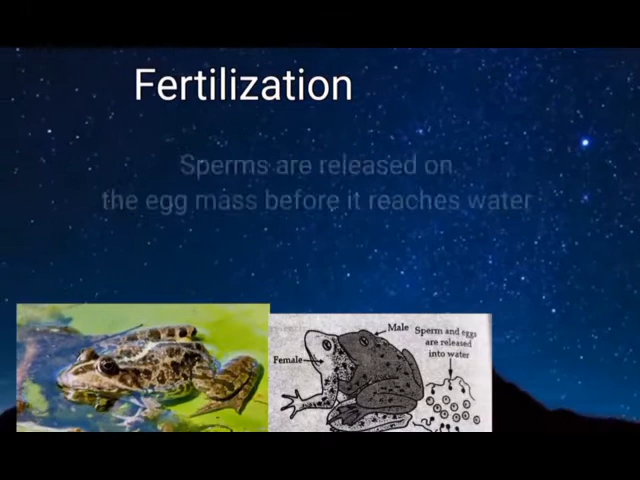 Fertilization
Sperms are released on
the egg mass before it reaches water
Male
Sperm and eggs
are released
into water
Female